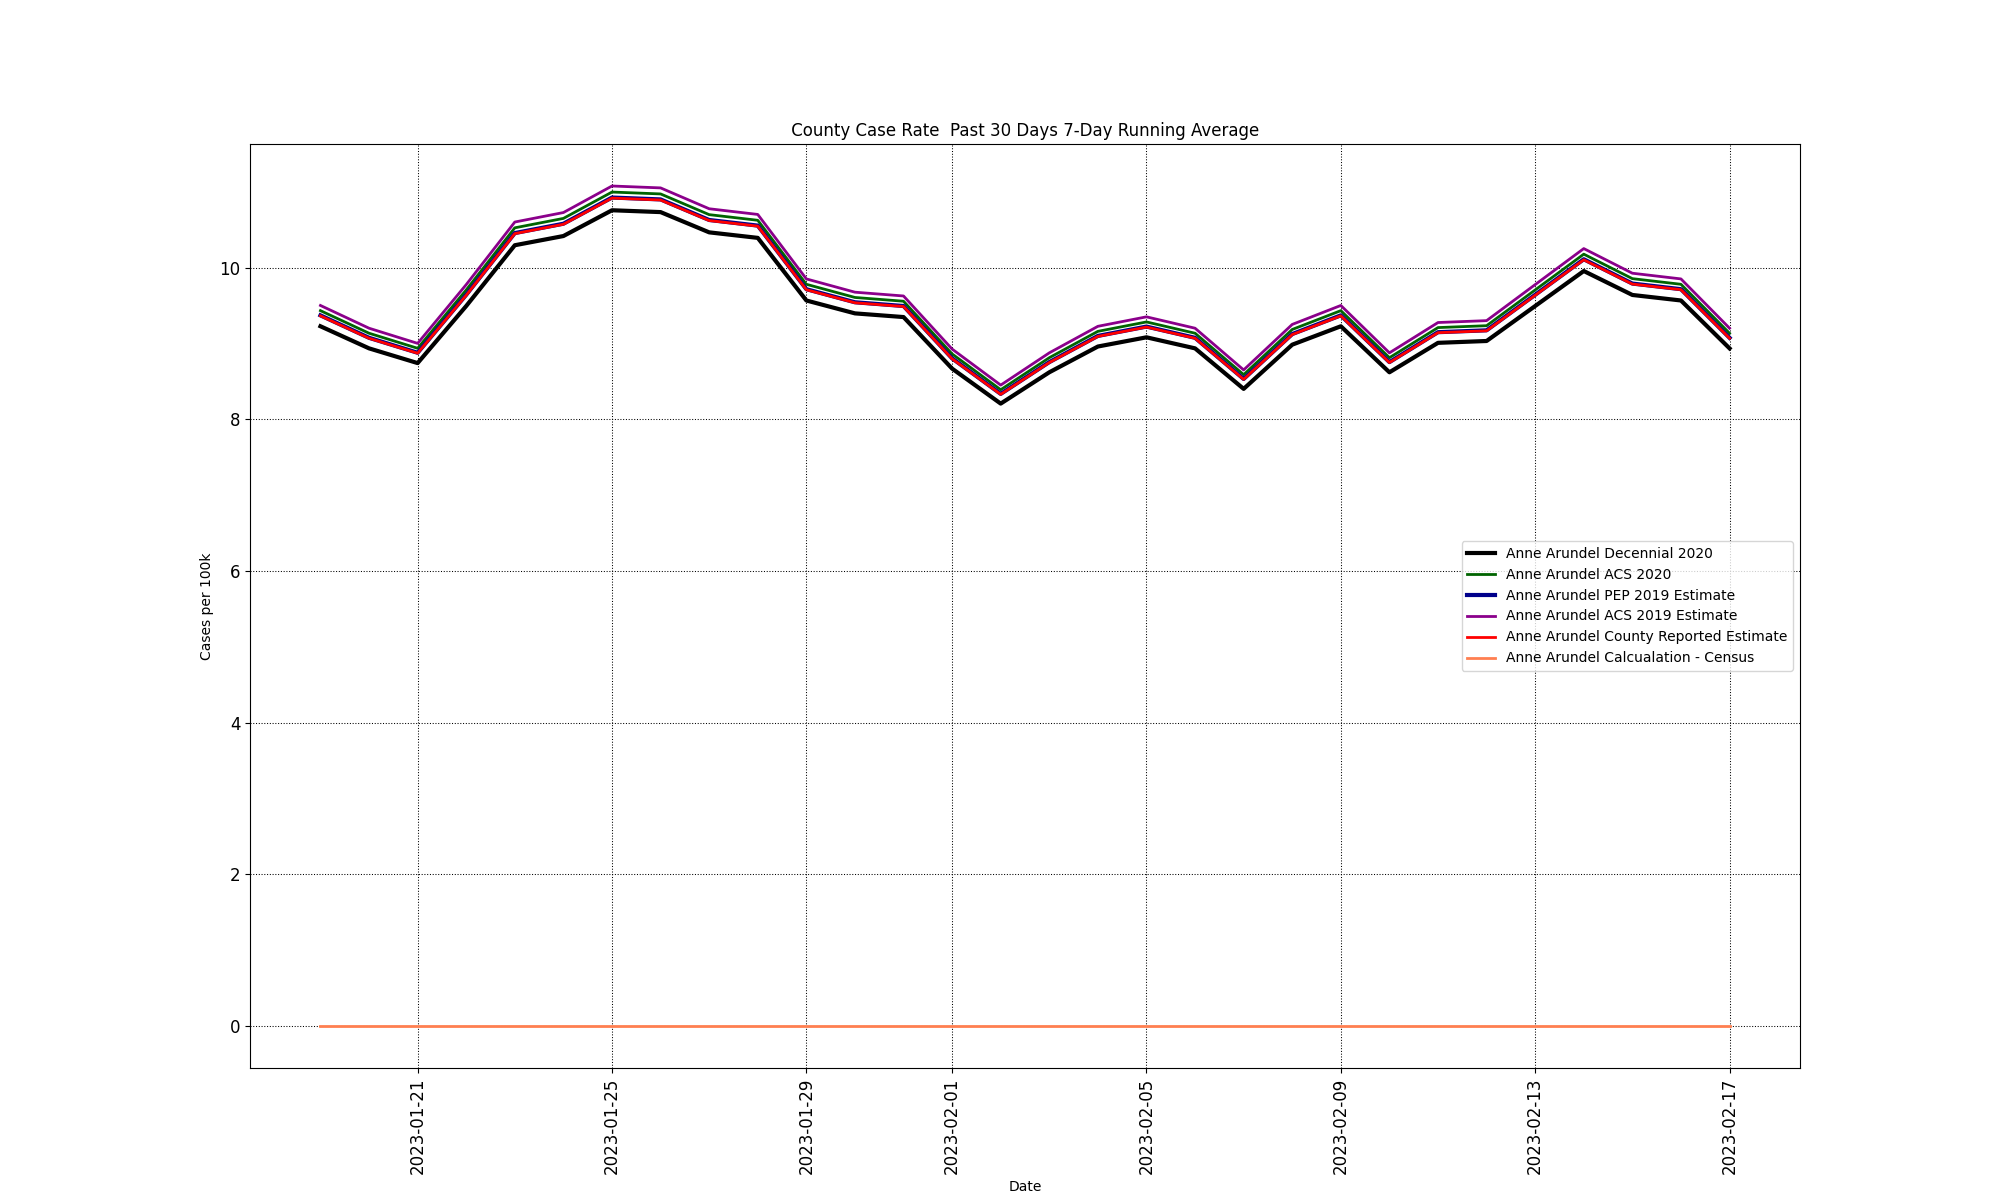 County Case Rate  Past 30 Days 7-Day Running Average
Cases per 100k
10
8
6
4
2
0
Anne Arundel Decennial 2020
Anne Arundel ACS 2020
Anne Arundel PEP 2019 Estimate
Anne Arundel ACS 2019 Estimate
Anne Arundel County Reported Estimate
Anne Arundel Calcualation - Census
2023-01-21
2023-01-25
2023-01-29
2023-02-01
2023-02-05
2023-02-09
2023-02-13
2023-02-17
Date